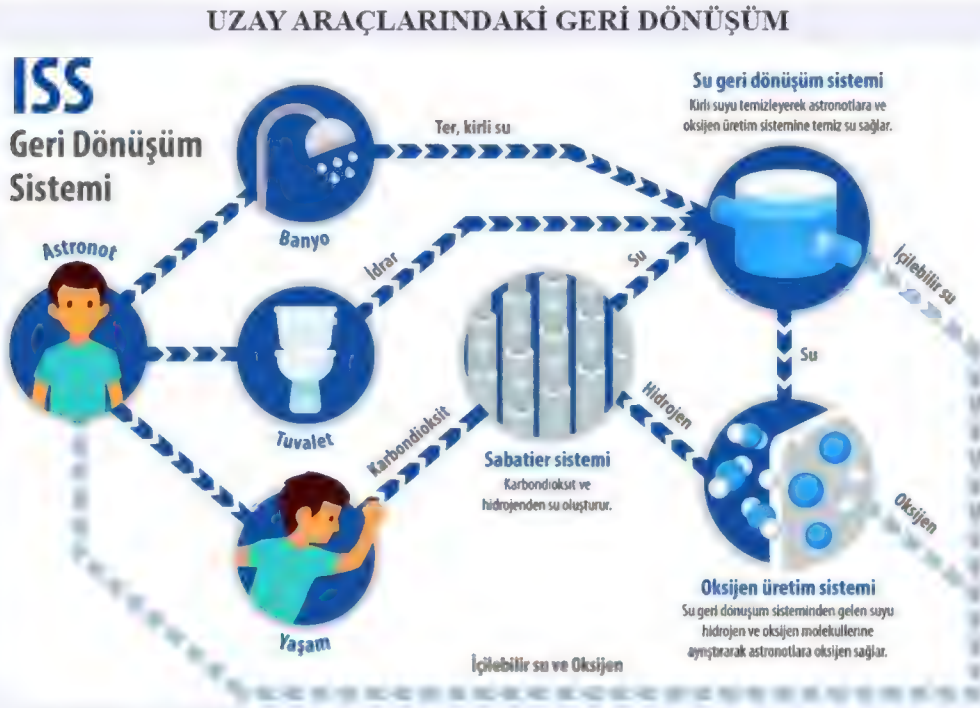 UZAY ARAÇLARINDAKİ GERİ DÖNÜŞÜM
ISS
Geri Dönüşüm
Sistemi
Astronot
Banyo
Ter, kirli su
Su geri dönüşüm sistemi
Kirli suyu temizleyerek astronotlara ve
oksijen üretim sistemine temiz su sağlar.
İdrar
Tuvalet
Su
İçilebilir su
Su
Karbondioksit
Yaşam
Sabatier sistemi
Karbondioksit ve
hidrojenden su oluşturur.
Hidrojen
Oksijen
Oksijen üretim sistemi
Su geri dönüşum sisteminden gelen suyu
hidrojen ve oksijen molekullerine
ayrıştırarak astronotlara oksijen sağlar.
İçilebilir su ve Oksijen